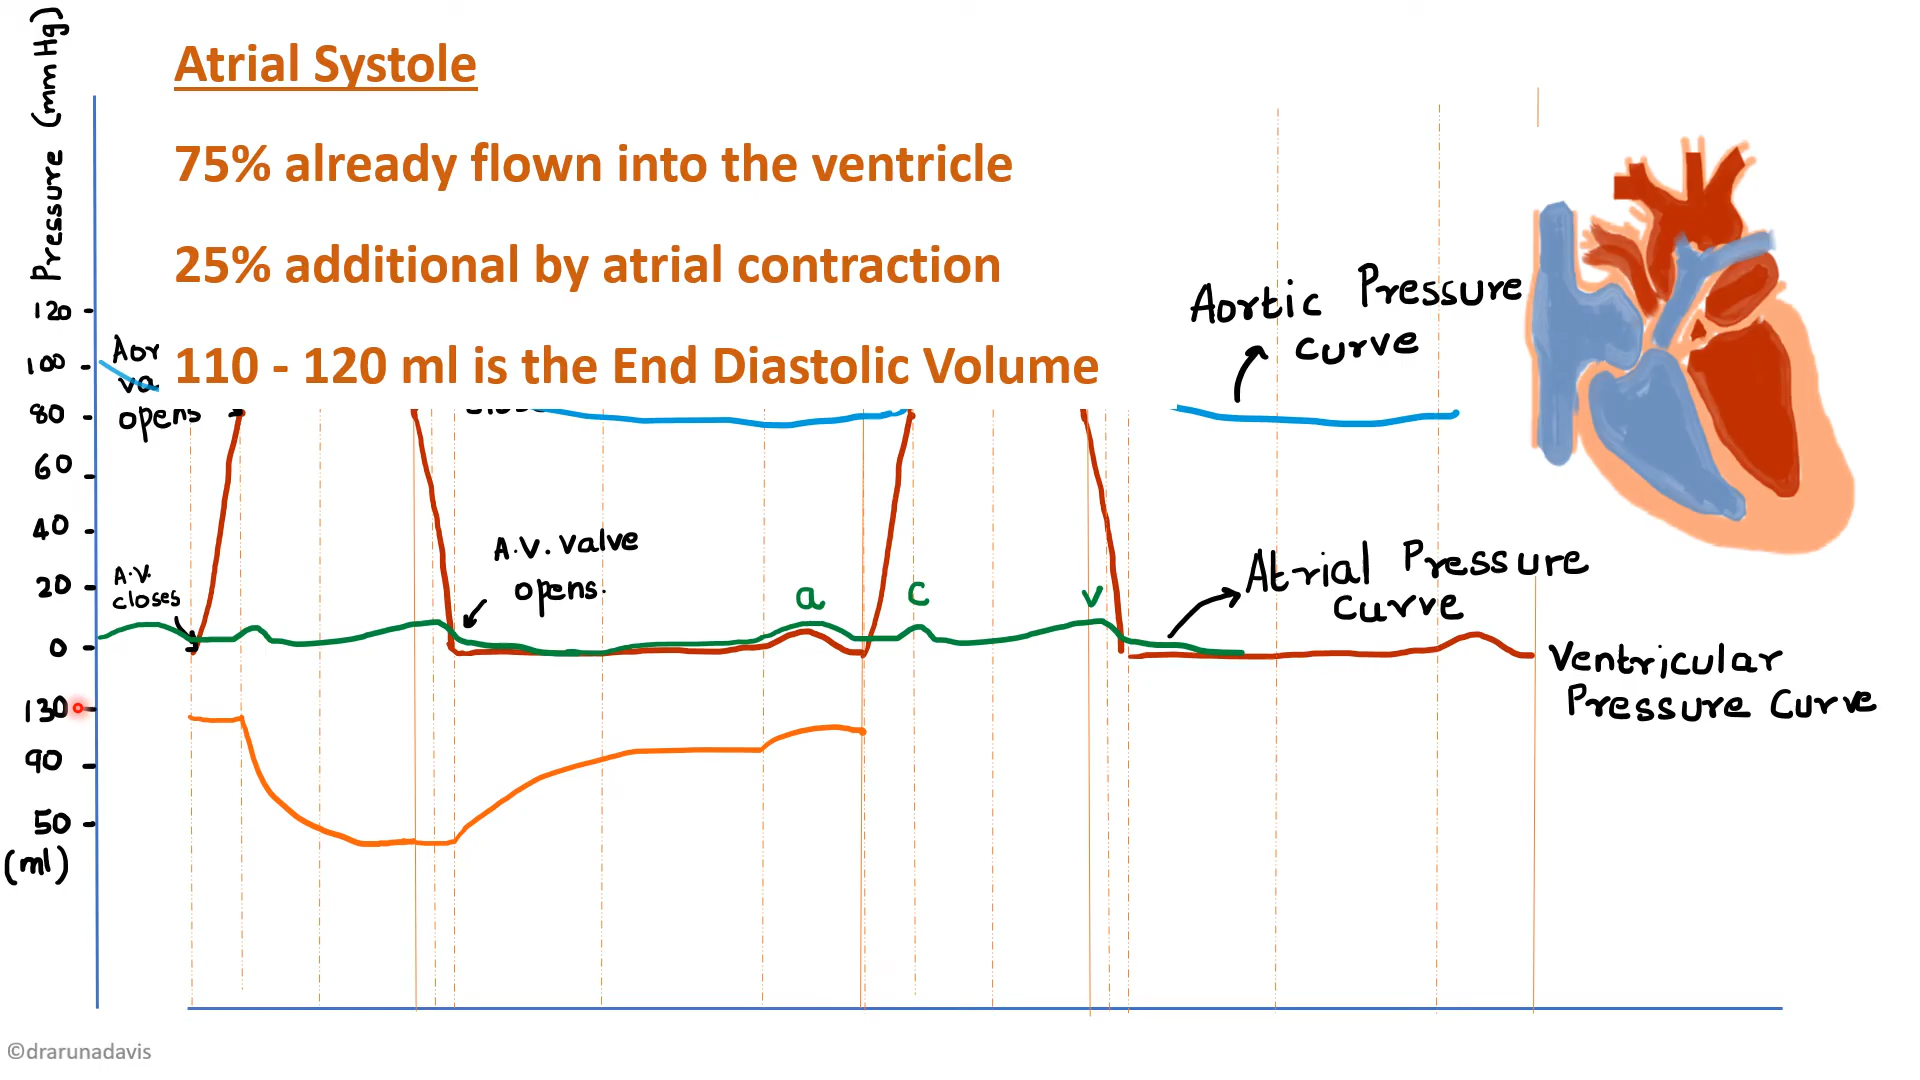 Pressure (mm Hg)
Atrial Systole
75% already flown into the ventricle
25% additional by atrial contraction
110 - 120 ml is the End Diastolic Volume
120
100
80
60
40
20
0
130
90
50
(ml)
opens
A.V.
closes
A.V. valve
opens.
a
c
v
Aortic Pressure
curve
Atrial Pressure
curve
Ventricular
Pressure Curve
©drarunadavis